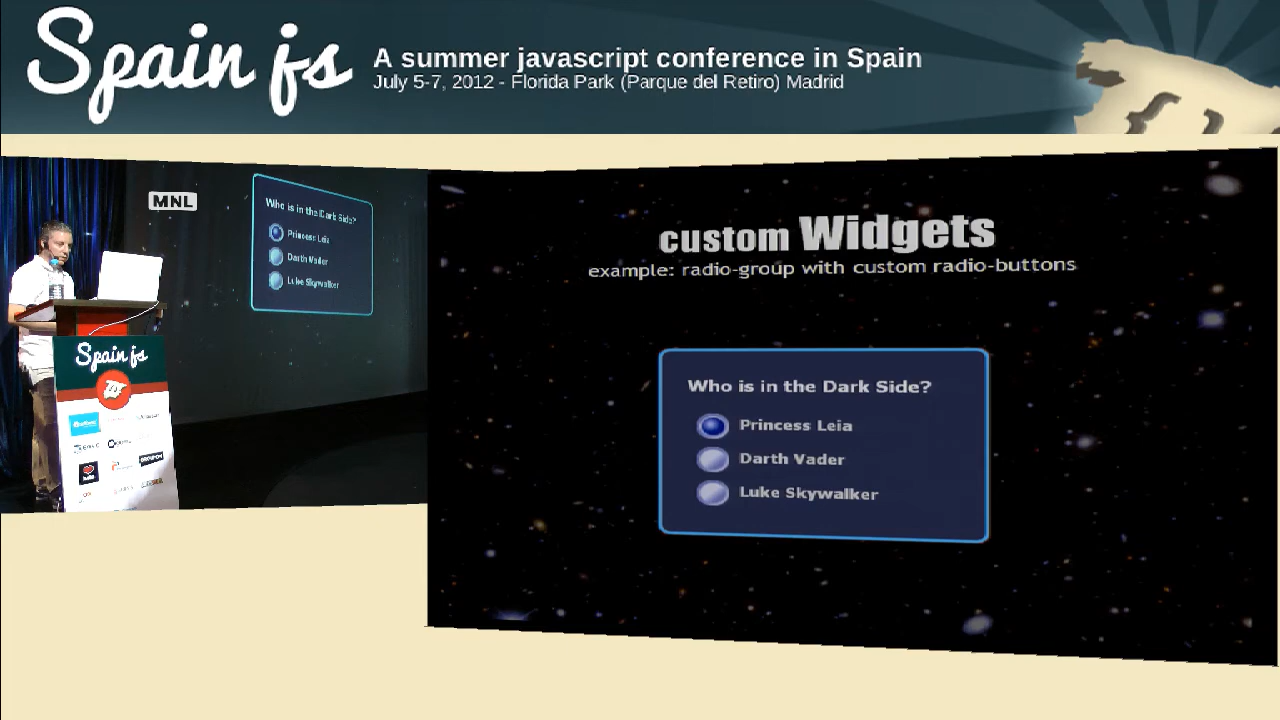 Spain js
A summer javascript conference in Spain
July 5-7, 2012 - Florida Park (Parque del Retiro) Madrid
MNL
Who is in the Dark Side?
Princess Leia
Darth Vader
Luke Skywalker
Spain js
GROUPON
custom Widgets
example: radio-group with custom radio-buttons
Who is in the Dark Side?
Princess Leia
Darth Vader
Luke Skywalker